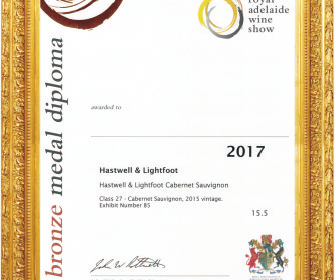 royal
adelaide
wine
show
bronze medal diploma
awarded to
2017
Hastwell & Lightfoot
Hastwell & Lightfoot Cabernet Sauvignon
Class 27 - Cabernet Sauvignon, 2015 vintage.
Exhibit Number 85
15.5